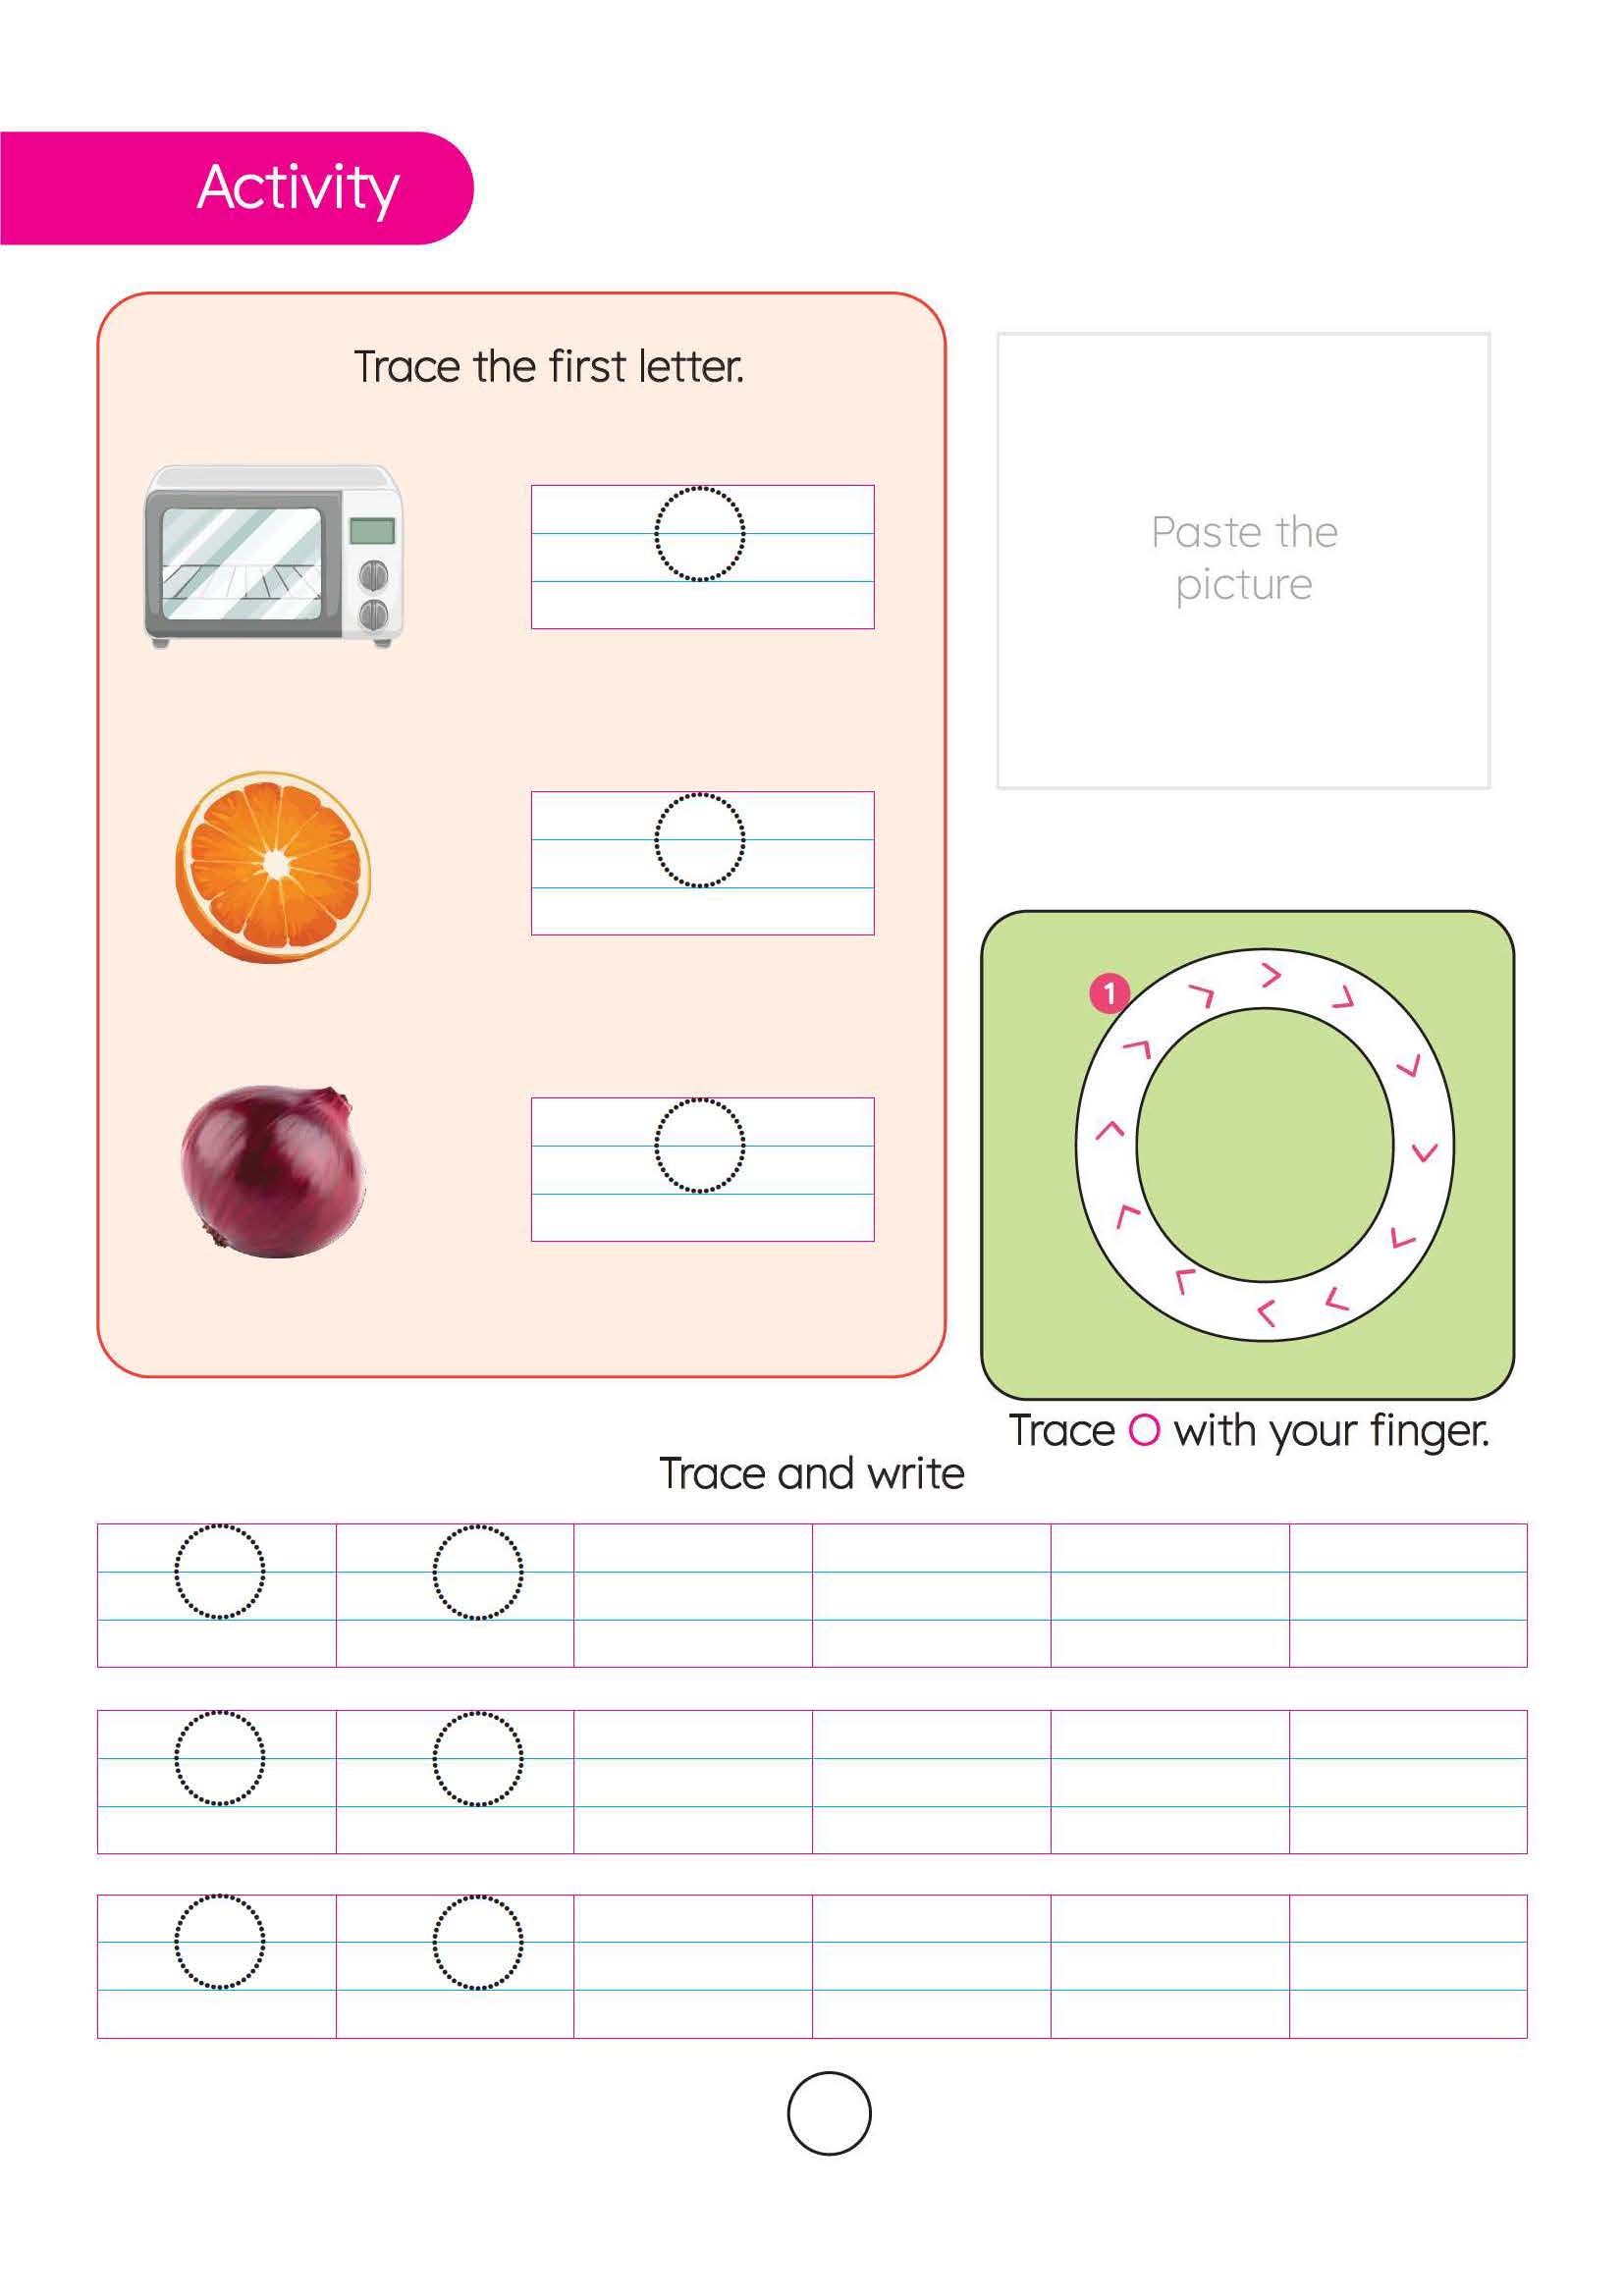 Activity
Trace the first letter.
O
O
O
Paste the
picture
1
Trace O with your finger.
Trace and write
O O
O O
O O